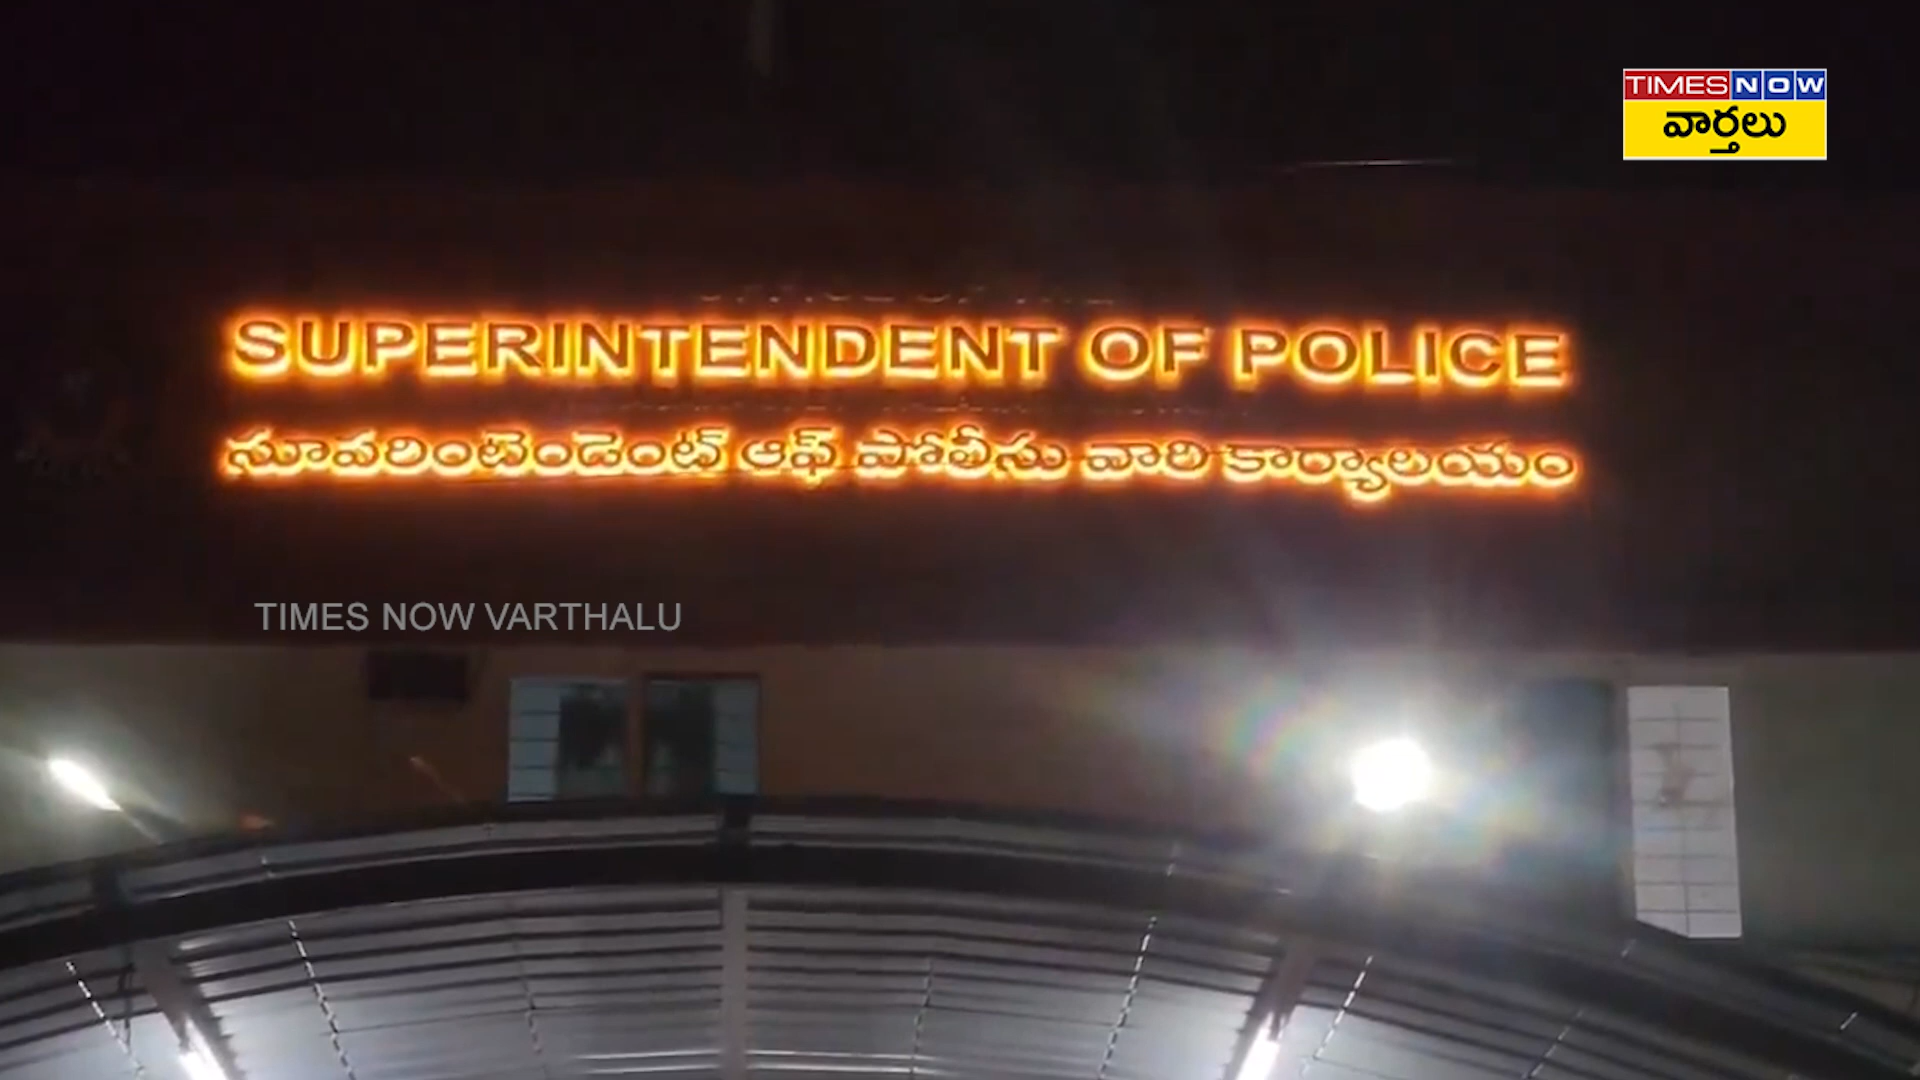 TIMES NOW
వార్తలు
SUPERINTENDENT OF POLICE
సూపరింటెండెంట్ ఆఫ్ పోలీసు వారి కార్యాలయం
TIMES NOW VARTHALU